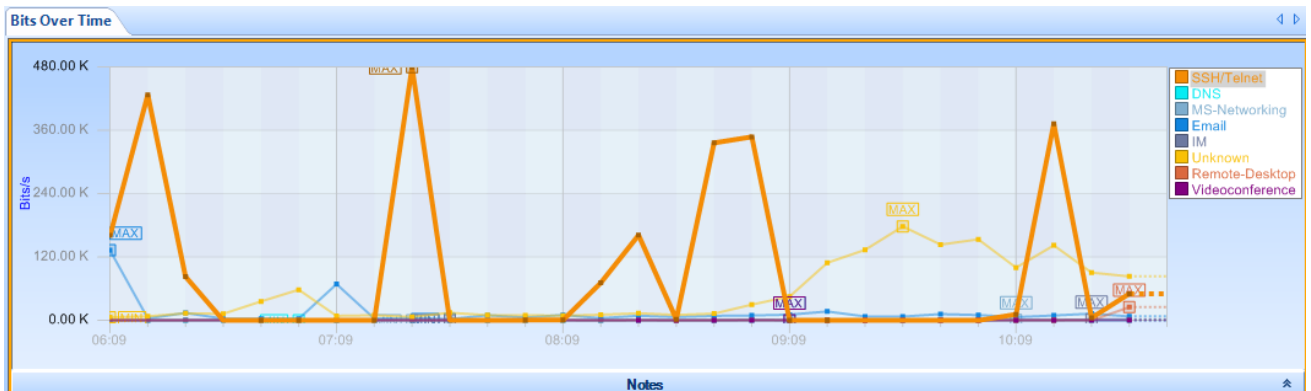 Bits Over Time
480.00 K
360.00 K
240.00 K
120.00 K
0.00 K
Bits/s
MAX
MAX
MAX
MAX
MAX
MAX
MAX
06:09
07:09
08:09
09:09
10:09
SSH/Telnet
DNS
MS-Networking
Email
IM
Unknown
Remote-Desktop
Videoconference
Notes